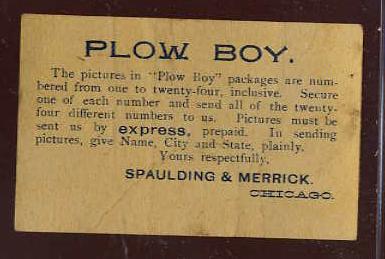 PLOW BOY.
The pictures in "Plow Boy" packages are num-
bered from one to twenty-four, inclusive. Secure
one of each number and send all of the twenty-
four different numbers to us. Pictures must be
sent us by express, prepaid. In sending
pictures, give Name, City and State, plainly.
Yours respectfully,
SPAULDING & MERRICK.
CHICAGO.